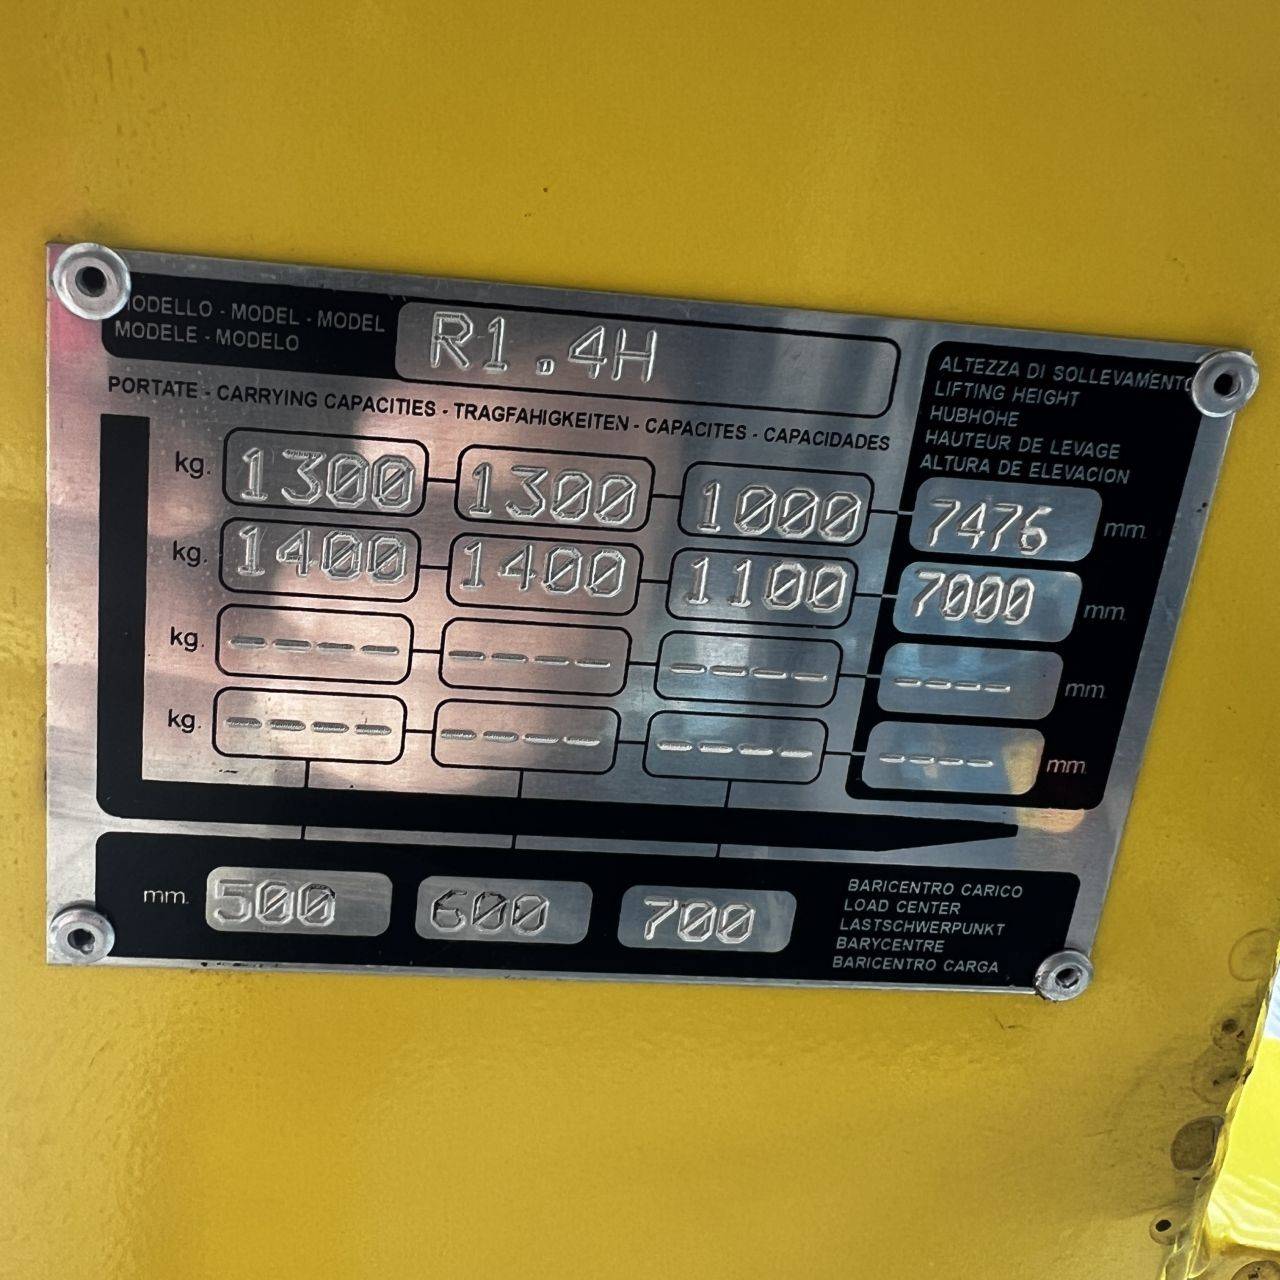 MODELLO - MODEL - MODEL
MODELE - MODELO
R1.4H
PORTATE - CARRYING CAPACITIES - TRAGFAHIGKEITEN - CAPACITES - CAPACIDADES
ALTEZZA DI SOLLEVAMENTO
LIFTING HEIGHT
HUBHOHE
HAUTEUR DE LEVAGE
ALTURA DE ELEVACION
kg. 1300 1300 1000 7476 mm.
kg. 1400 1400 1100 7000 mm.
kg. ---- ---- ---- ---- mm.
kg. ---- ---- ---- ---- mm.
mm. 500 600 700
BARICENTRO CARICO
LOAD CENTER
LASTSCHWERPUNKT
BARYCENTRE
BARICENTRO CARGA